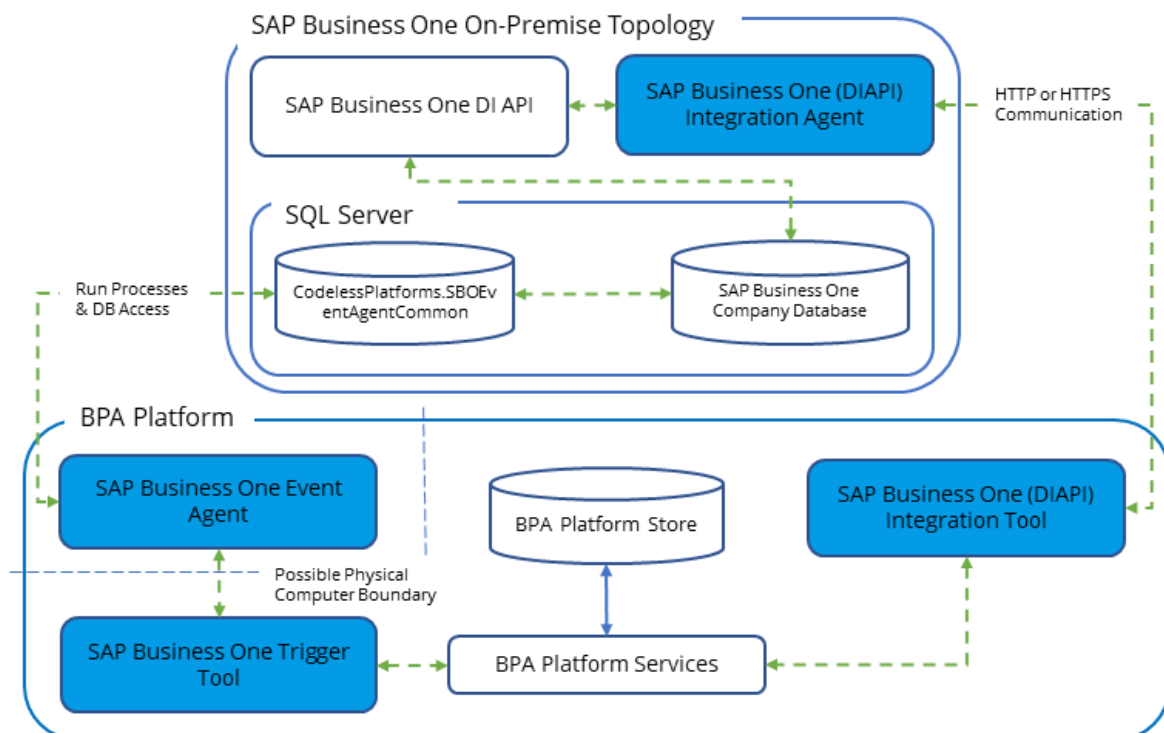 SAP Business One On-Premise Topology
SAP Business One DI API
SAP Business One (DIAPI)
Integration Agent
HTTP or HTTPS
Communication
SQL Server
Run Processes
& DB Access
CodelessPlatforms.SBOEv
entAgentCommon
SAP Business One
Company Database
BPA Platform
SAP Business One Event
Agent
BPA Platform Store
SAP Business One (DIAPI)
Integration Tool
Possible Physical
Computer Boundary
SAP Business One Trigger
Tool
BPA Platform Services